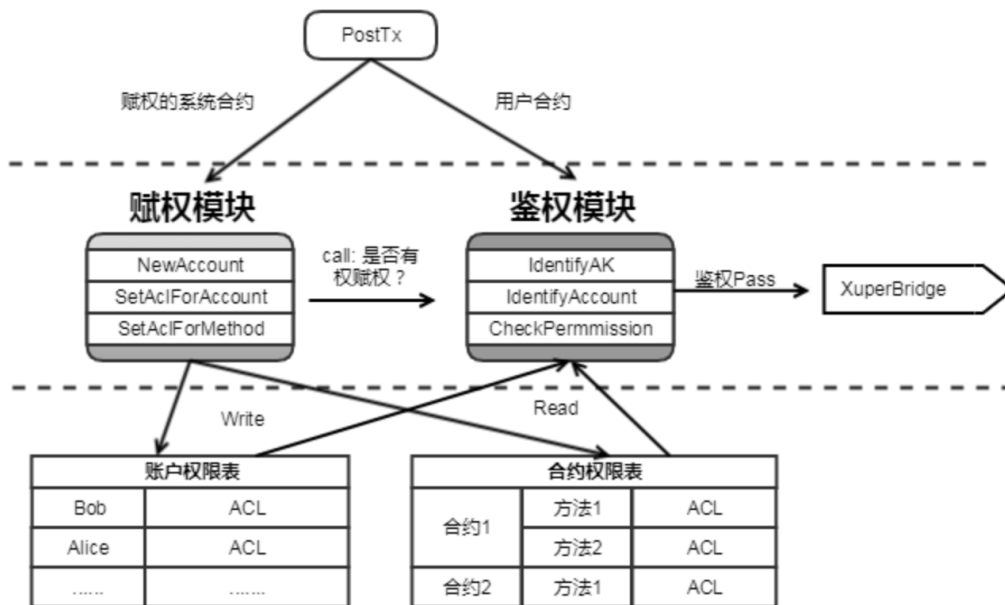 PostTx
赋权的系统合约
用户合约
赋权模块
鉴权模块
NewAccount
SetAclForAccount
SetAclForMethod
call: 是否有
权赋权？
IdentifyAK
IdentifyAccount
CheckPermmission
鉴权Pass
XuperBridge
Write
Read
账户权限表
Bob ACL
Alice ACL
...... ......
合约权限表
合约1 方法1 ACL
方法2 ACL
合约2 方法1 ACL